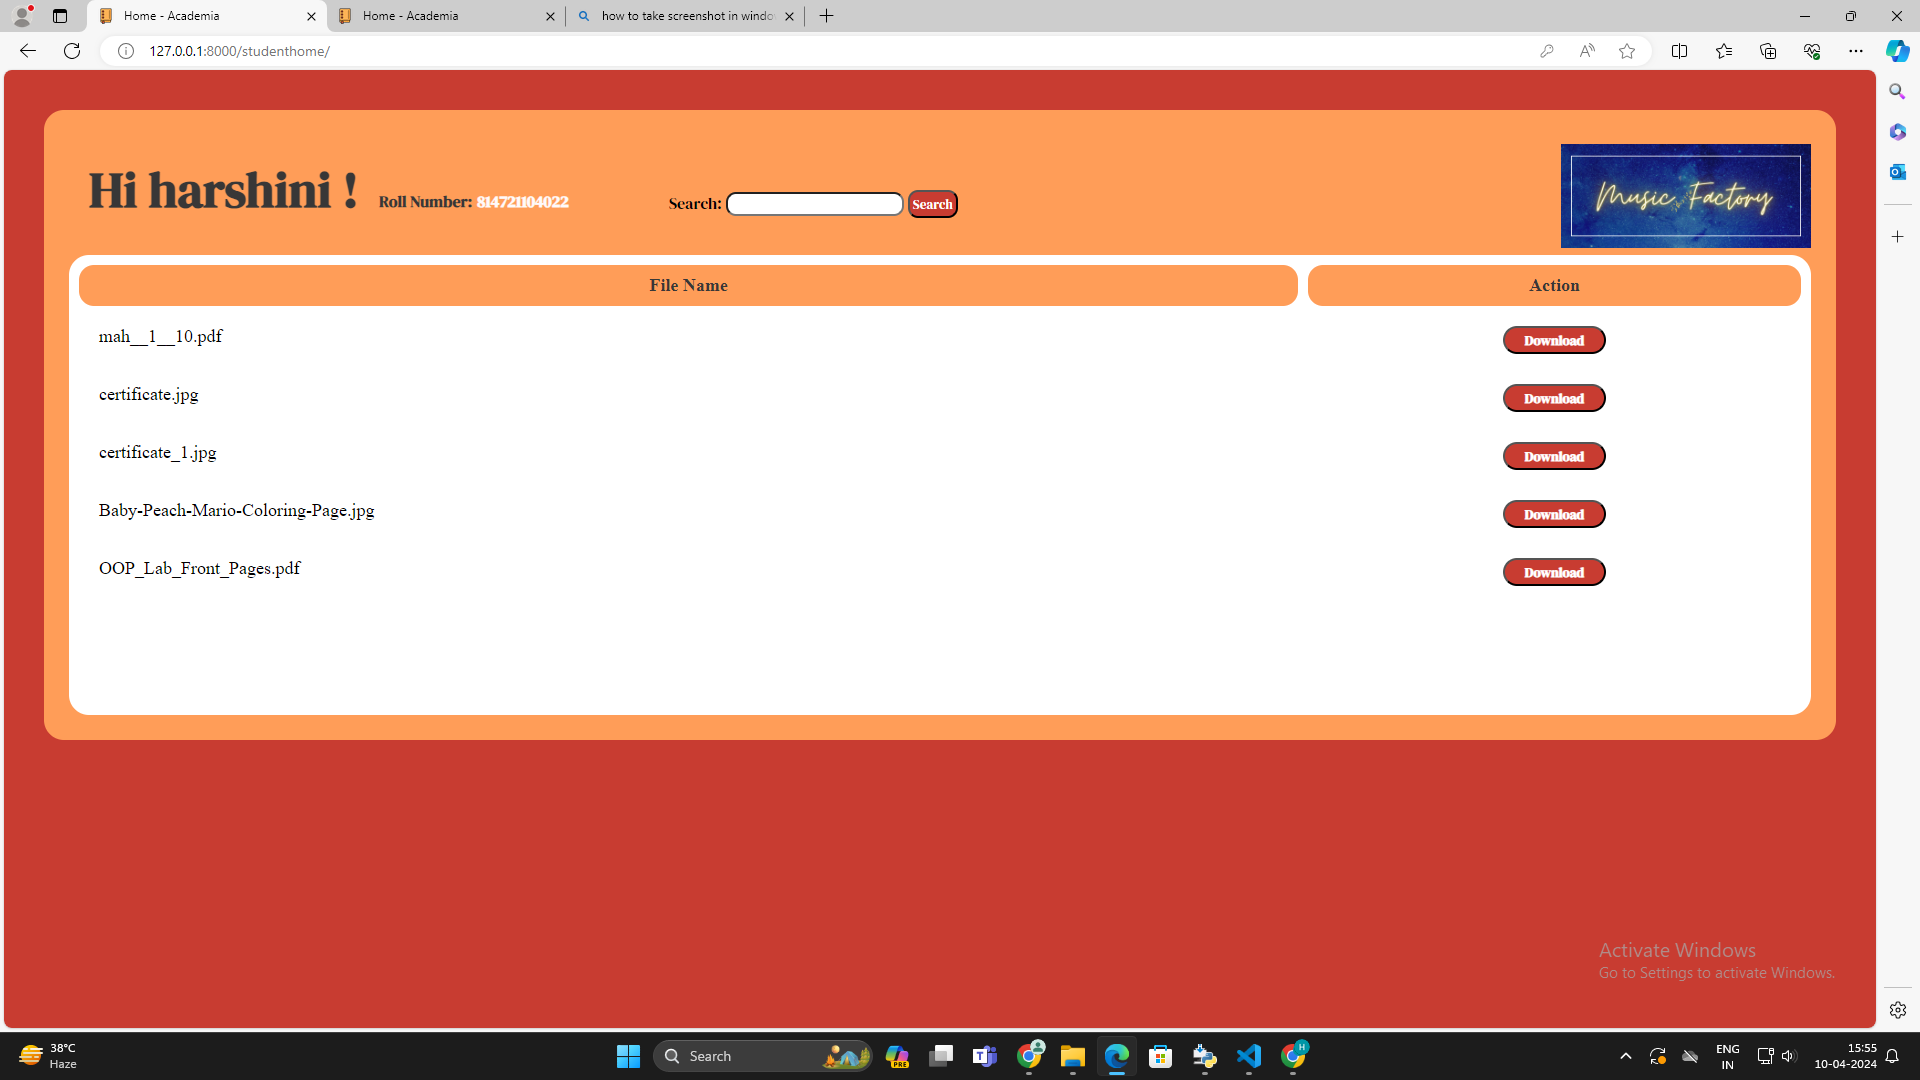 Home - Academia
Home - Academia
how to take screenshot in windo
127.0.0.1:8000/studenthome/
Hi harshini !
Roll Number: 814721104022
Search:
Search
Music Factory
File Name
Action
mah__1__10.pdf
Download
certificate.jpg
Download
certificate_1.jpg
Download
Baby-Peach-Mario-Coloring-Page.jpg
Download
OOP_Lab_Front_Pages.pdf
Download
Activate Windows
Go to Settings to activate Windows.
38°C
Haze
Search
PRE
H
ENG
IN
15:55
10-04-2024